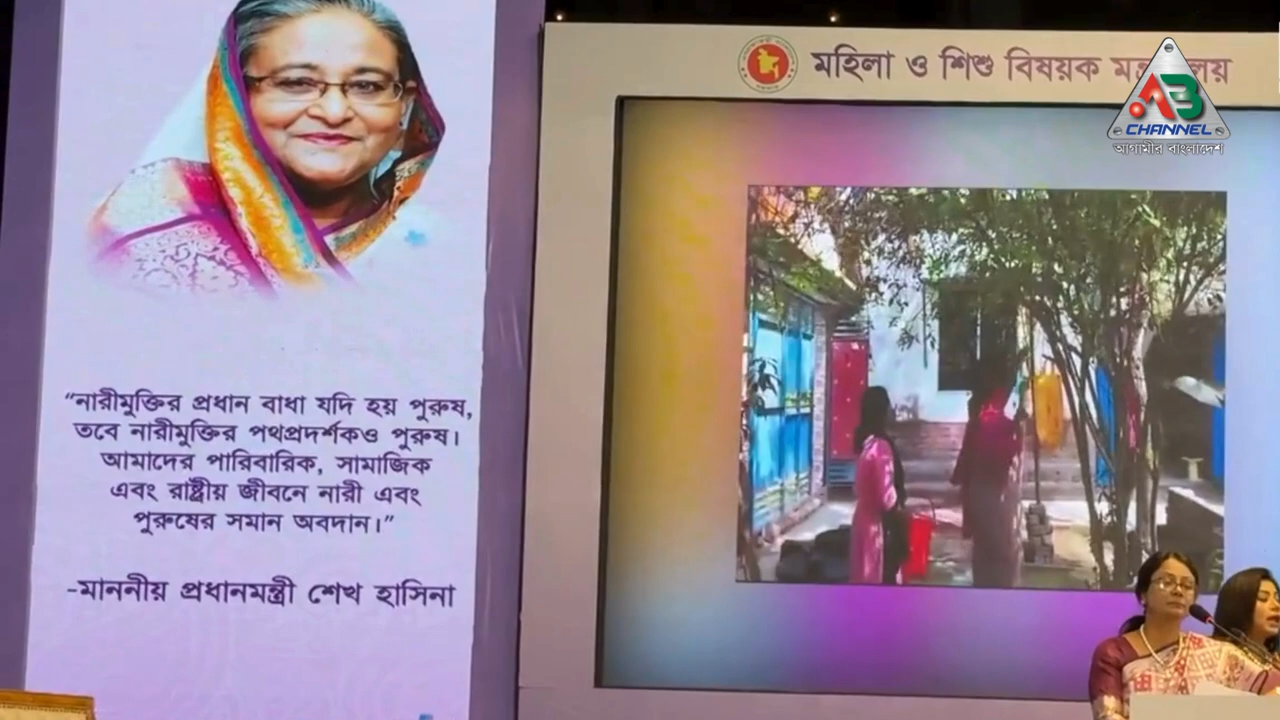 “নারীমুক্তির প্রধান বাধা যদি হয় পুরুষ,
তবে নারীমুক্তির পথপ্রদর্শকও পুরুষ।
আমাদের পারিবারিক, সামাজিক
এবং রাষ্ট্রীয় জীবনে নারী এবং
পুরুষের সমান অবদান।”
-মাননীয় প্রধানমন্ত্রী শেখ হাসিনা
মহিলা ও শিশু বিষয়ক
AB
CHANNEL
আগামীর বাংলাদেশ